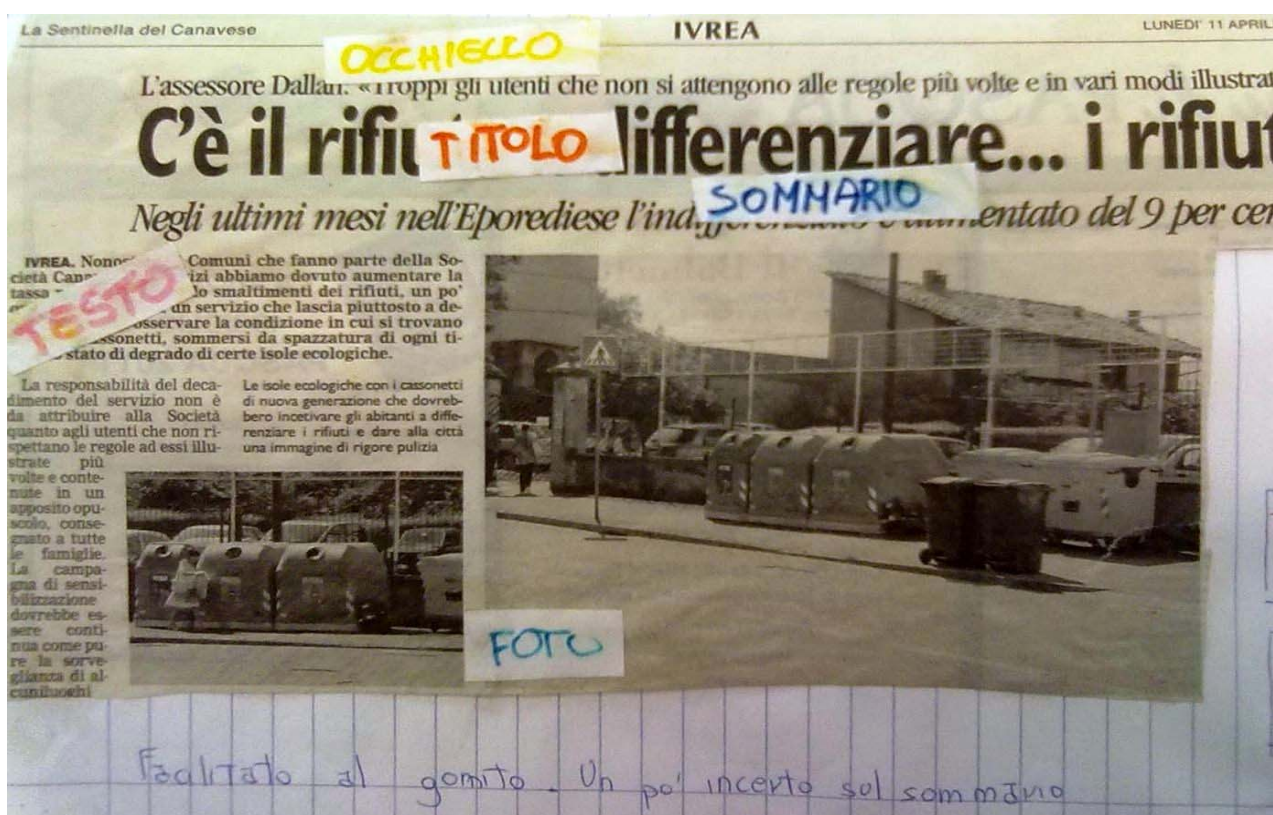 La Sentinella del Canavese
IVREA
LUNEDI' 11 APRIL
OCCHIELLO
L'assessore Dallan: «Troppi gli utenti che non si attengono alle regole più volte e in vari modi illustrat
C'è il rifiu differenziare... i rifiut
TITOLO
SOMMARIO
Negli ultimi mesi nell'Eporediese l'indifferenziato è aumentato del 9 per cen
IVREA. Comuni che fanno parte della So-
cietà izi abbiamo dovuto aumentare la
tassa lo smaltimenti dei rifiuti, un po'
un servizio che lascia piuttosto a de-
osservare la condizione in cui si trovano
ssonetti, sommersi da spazzatura di ogni ti-
stato di degrado di certe isole ecologiche.
TESTO
La responsabilità del deca-
dimento del servizio non è
da attribuire alla Società
quanto agli utenti che non ri-
spettano le regole ad essi illu-
strate più
volte e conte-
nute in un
apposito opu-
scolo, conse-
gnato a tutte
le famiglie.
La campa-
gna di sensi-
bilizzazione
dovrebbe es-
sere conti-
nua come pu-
re la sorve-
glianza di al-
cuniluoghi
Le isole ecologiche con i cassonetti
di nuova generazione che dovreb-
bero incetivare gli abitanti a diffe-
renziare i rifiuti e dare alla città
una immagine di rigore pulizia
FOTO
Facilitato al gomito. Un po' incerto sul sommario